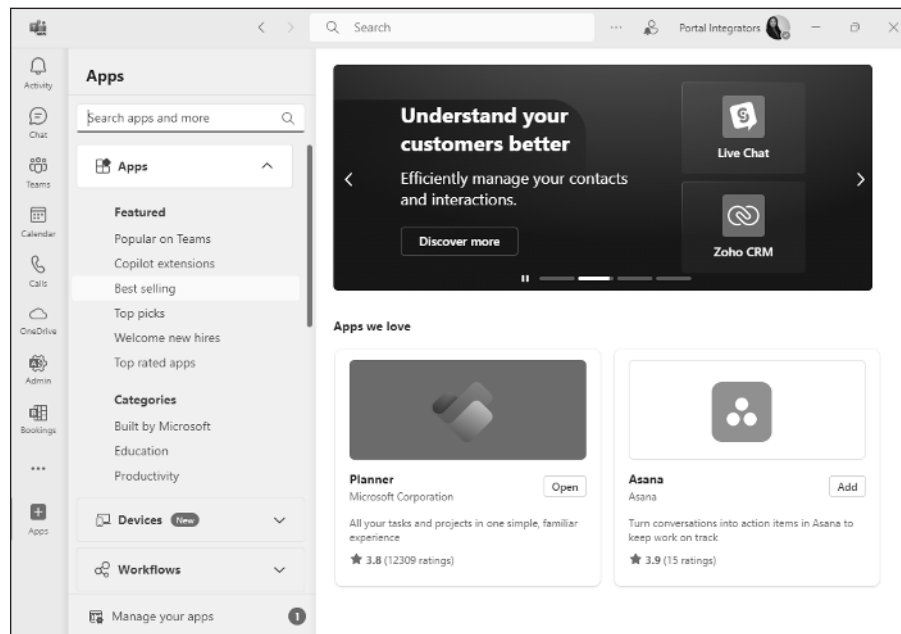 Search
Portal Integrators
Activity
Chat
Teams
Calendar
Calls
OneDrive
Admin
Bookings
Apps
Apps
Search apps and more
Apps
Featured
Popular on Teams
Copilot extensions
Best selling
Top picks
Welcome new hires
Top rated apps
Categories
Built by Microsoft
Education
Productivity
Devices New
Workflows
Manage your apps 1
Understand your
customers better
Efficiently manage your contacts
and interactions.
Discover more
Live Chat
Zoho CRM
Apps we love
Planner
Microsoft Corporation
Open
All your tasks and projects in one simple, familiar
experience
3.8 (12309 ratings)
Asana
Asana
Add
Turn conversations into action items in Asana to
keep work on track
3.9 (15 ratings)